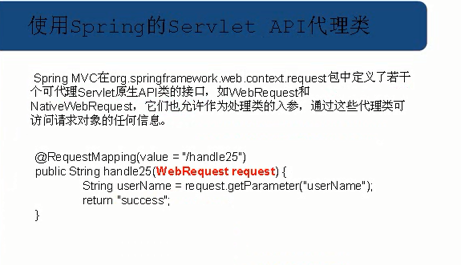 使用Spring的Servlet API代理类
Spring MVC在org.springframework.web.context.request包中定义了若干
个可代理Servlet原生API类的接口，如WebRequest和
NativeWebRequest，它们也允许作为处理类的入参，通过这些代理类可
访问请求对象的任何信息。
@RequestMapping(value = "/handle25")
public String handle25(WebRequest request) {
String userName = request.getParameter("userName");
return "success";
}